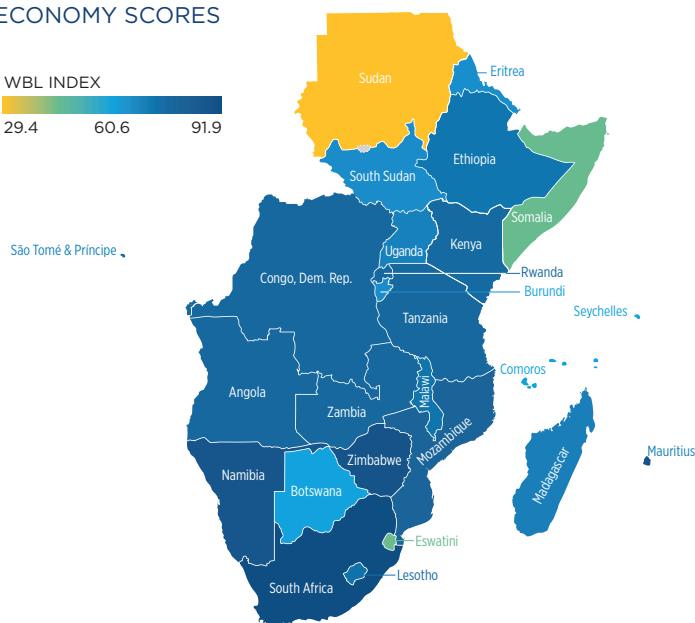 ECONOMY SCORES
WBL INDEX
29.4 60.6 91.9
Sudan
Eritrea
Ethiopia
South Sudan
Somalia
Uganda
Kenya
São Tomé & Príncipe
Congo, Dem. Rep.
Rwanda
Burundi
Tanzania
Seychelles
Comoros
Angola
Malawi
Zambia
Mozambique
Mauritius
Zimbabwe
Namibia
Madagascar
Botswana
Eswatini
Lesotho
South Africa